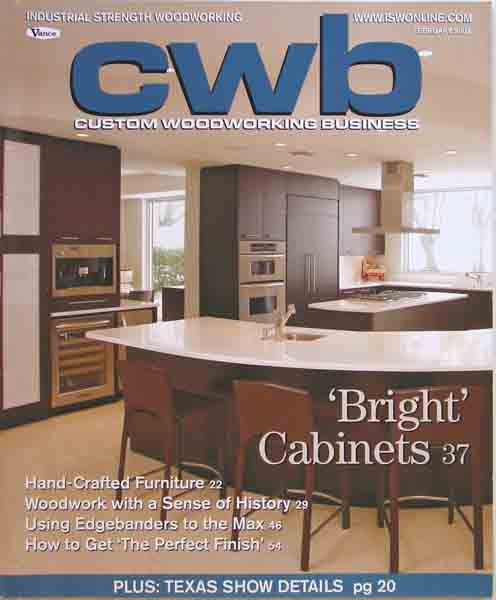 INDUSTRIAL STRENGTH WOODWORKING
WWW.ISWONLINE.COM
Vance
FEBRUARY
cwb
CUSTOM WOODWORKING BUSINESS
'Bright'
Cabinets 37
Hand-Crafted Furniture 22
Woodwork with a Sense of History 29
Using Edgebanders to the Max 46
How to Get 'The Perfect Finish' 54
PLUS: TEXAS SHOW DETAILS pg 20